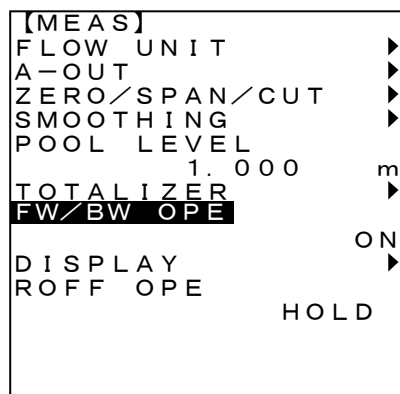 【MEAS】
FLOW UNIT ▶
A－OUT ▶
ZERO／SPAN／CUT ▶
SMOOTHING ▶
POOL LEVEL
1. 000 m
TOTALIZER ▶
FW／BW OPE
ON
DISPLAY ▶
ROFF OPE
HOLD